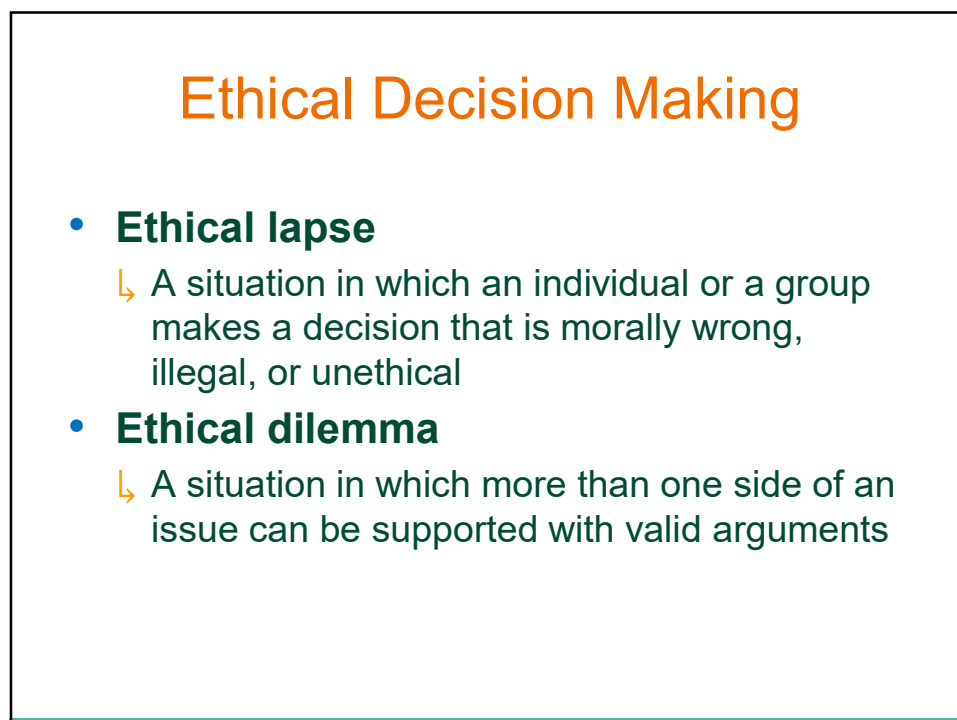 Ethical Decision Making
• Ethical lapse
↳ A situation in which an individual or a group
makes a decision that is morally wrong,
illegal, or unethical
• Ethical dilemma
↳ A situation in which more than one side of an
issue can be supported with valid arguments